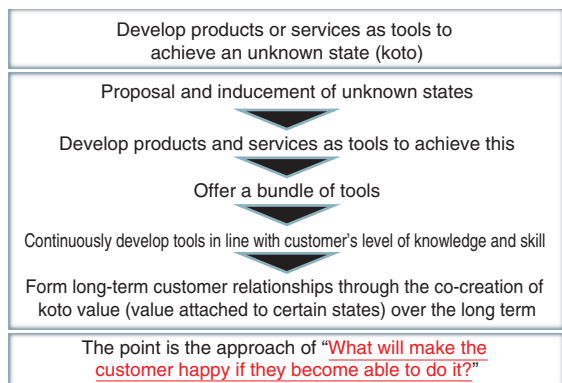 Develop products or services as tools to
achieve an unknown state (koto)
Proposal and inducement of unknown states
Develop products and services as tools to achieve this
Offer a bundle of tools
Continuously develop tools in line with customer's level of knowledge and skill
Form long-term customer relationships through the co-creation of
koto value (value attached to certain states) over the long term
The point is the approach of “What will make the
customer happy if they become able to do it?”